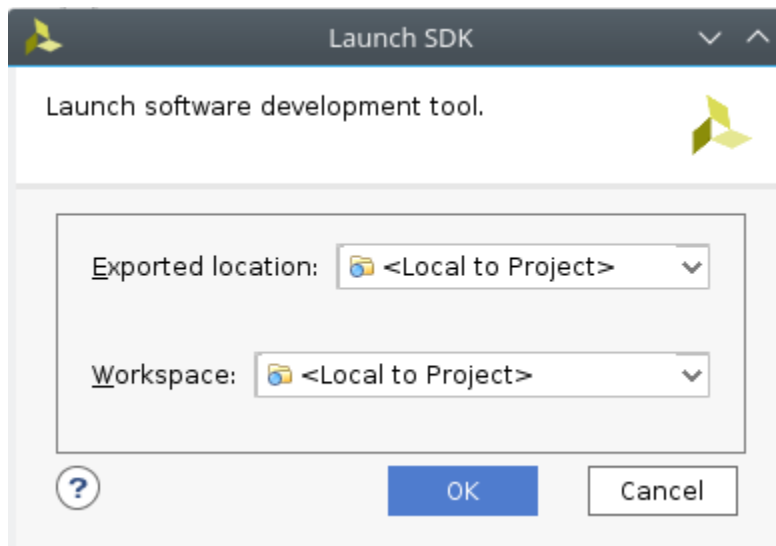 Launch SDK
Launch software development tool.
Exported location: <Local to Project>
Workspace: <Local to Project>
? OK Cancel